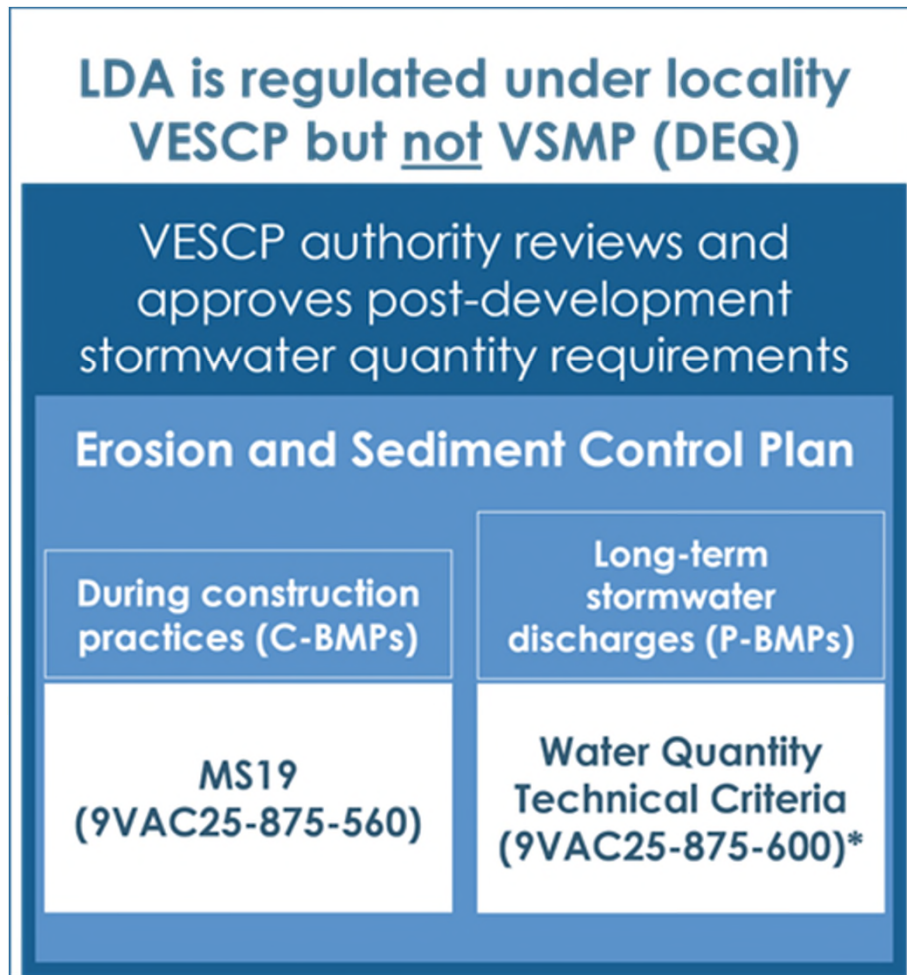 LDA is regulated under locality
VESCP but not VSMP (DEQ)
VESCP authority reviews and
approves post-development
stormwater quantity requirements
Erosion and Sediment Control Plan
During construction
practices (C-BMPs)
MS19
(9VAC25-875-560)
Long-term
stormwater
discharges (P-BMPs)
Water Quantity
Technical Criteria
(9VAC25-875-600)*